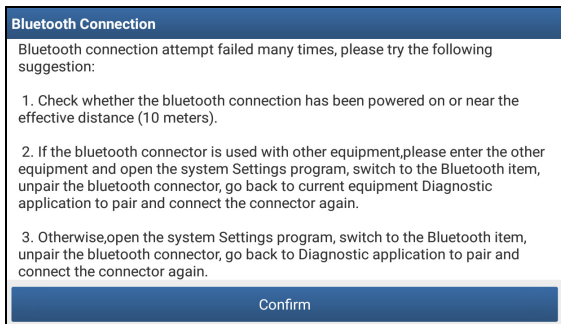 Bluetooth Connection
Bluetooth connection attempt failed many times, please try the following
suggestion:
1. Check whether the bluetooth connection has been powered on or near the
effective distance (10 meters).
2. If the bluetooth connector is used with other equipment,please enter the other
equipment and open the system Settings program, switch to the Bluetooth item,
unpair the bluetooth connector, go back to current equipment Diagnostic
application to pair and connect the connector again.
3. Otherwise,open the system Settings program, switch to the Bluetooth item,
unpair the bluetooth connector, go back to Diagnostic application to pair and
connect the connector again.
Confirm